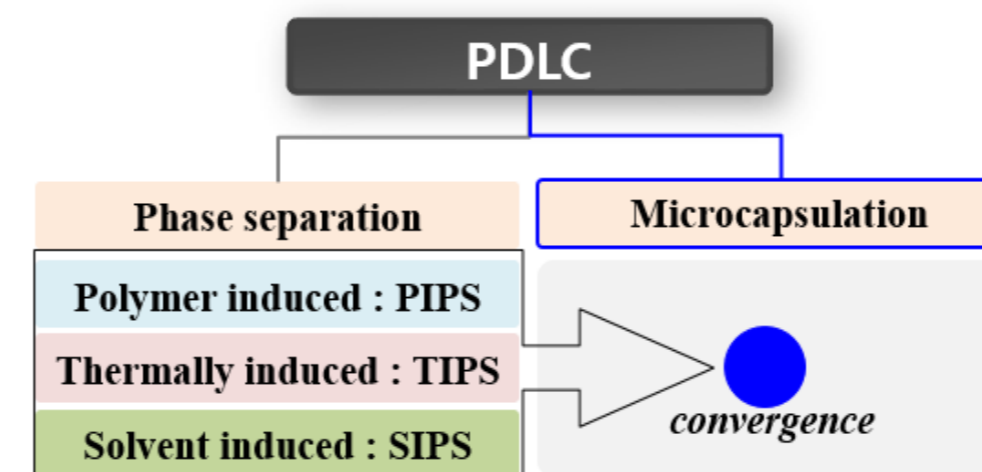 PDLC
Phase separation
Microcapsulation
Polymer induced : PIPS
Thermally induced : TIPS
Solvent induced : SIPS
convergence